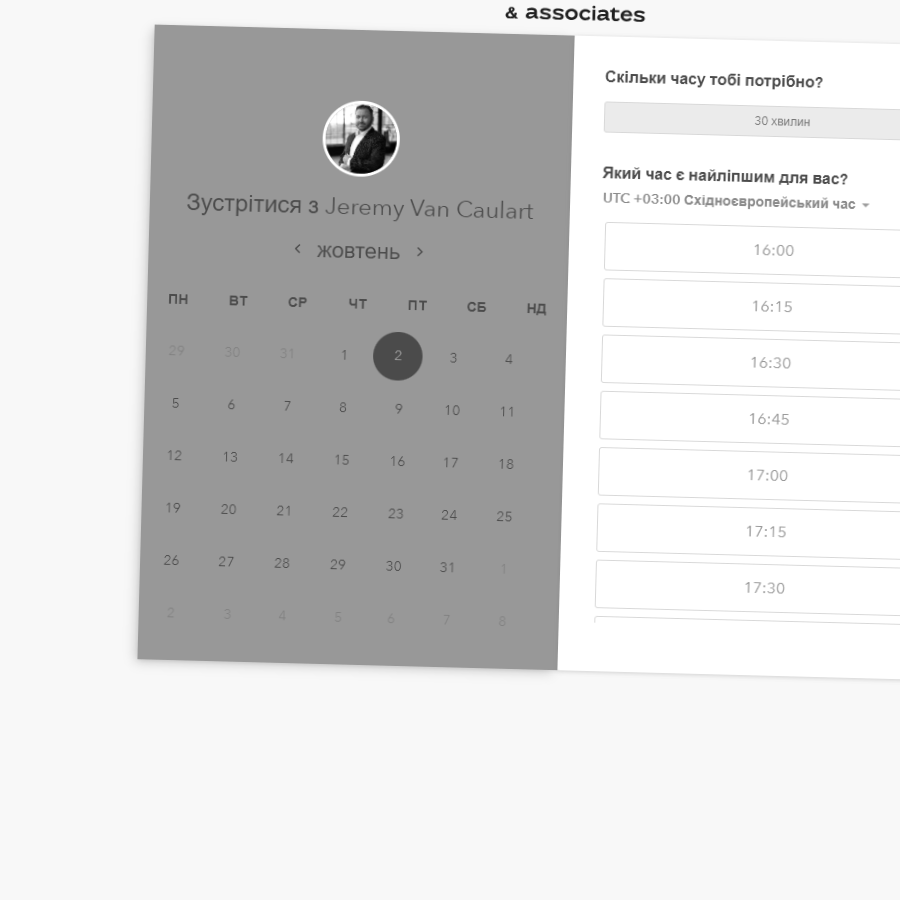 & associates
Зустрітися з Jeremy Van Caulart
жовтень
ПН ВТ СР ЧТ ПТ СБ НД
29 30 31 1 2 3 4
5 6 7 8 9 10 11
12 13 14 15 16 17 18
19 20 21 22 23 24 25
26 27 28 29 30 31 1
2 3 4 5 6 7 8
Скільки часу тобі потрібно?
30 хвилин
Який час є найліпшим для вас?
UTC +03:00 Східноєвропейський час
16:00
16:15
16:30
16:45
17:00
17:15
17:30